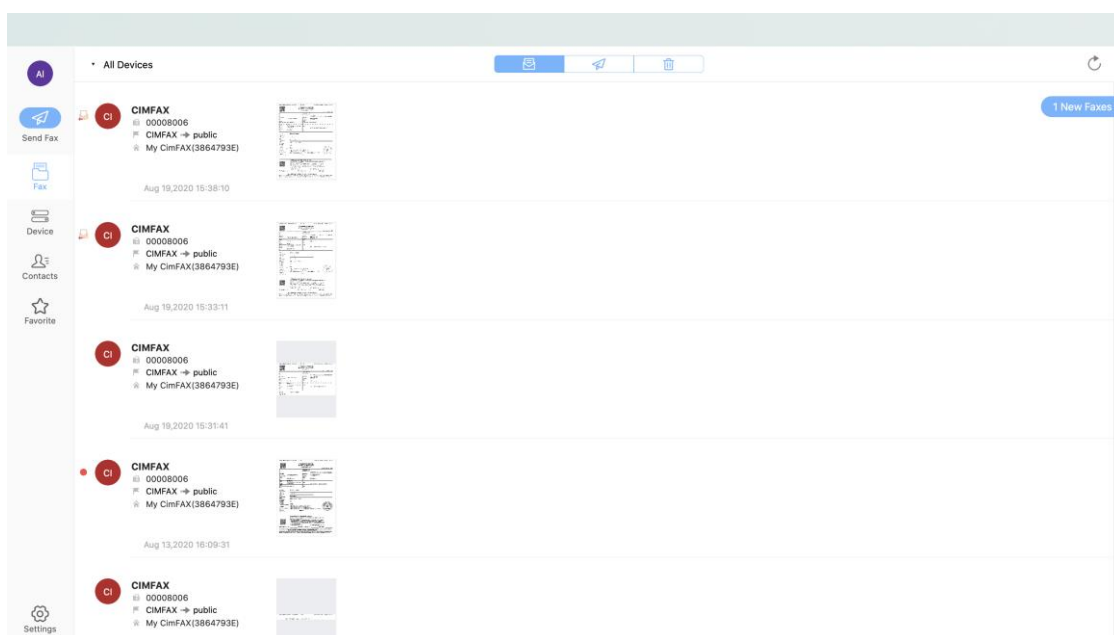 AI
All Devices
Send Fax
Fax
Device
Contacts
Favorite
Settings
1 New Faxes
CI
CIMFAX
00008006
CIMFAX → public
My CimFAX(3864793E)
Aug 19,2020 15:38:10
CI
CIMFAX
00008006
CIMFAX → public
My CimFAX(3864793E)
Aug 19,2020 15:33:11
CI
CIMFAX
00008006
CIMFAX → public
My CimFAX(3864793E)
Aug 19,2020 15:31:41
CI
CIMFAX
00008006
CIMFAX → public
My CimFAX(3864793E)
Aug 13,2020 16:09:31
CI
CIMFAX
00008006
CIMFAX → public
My CimFAX(3864793E)